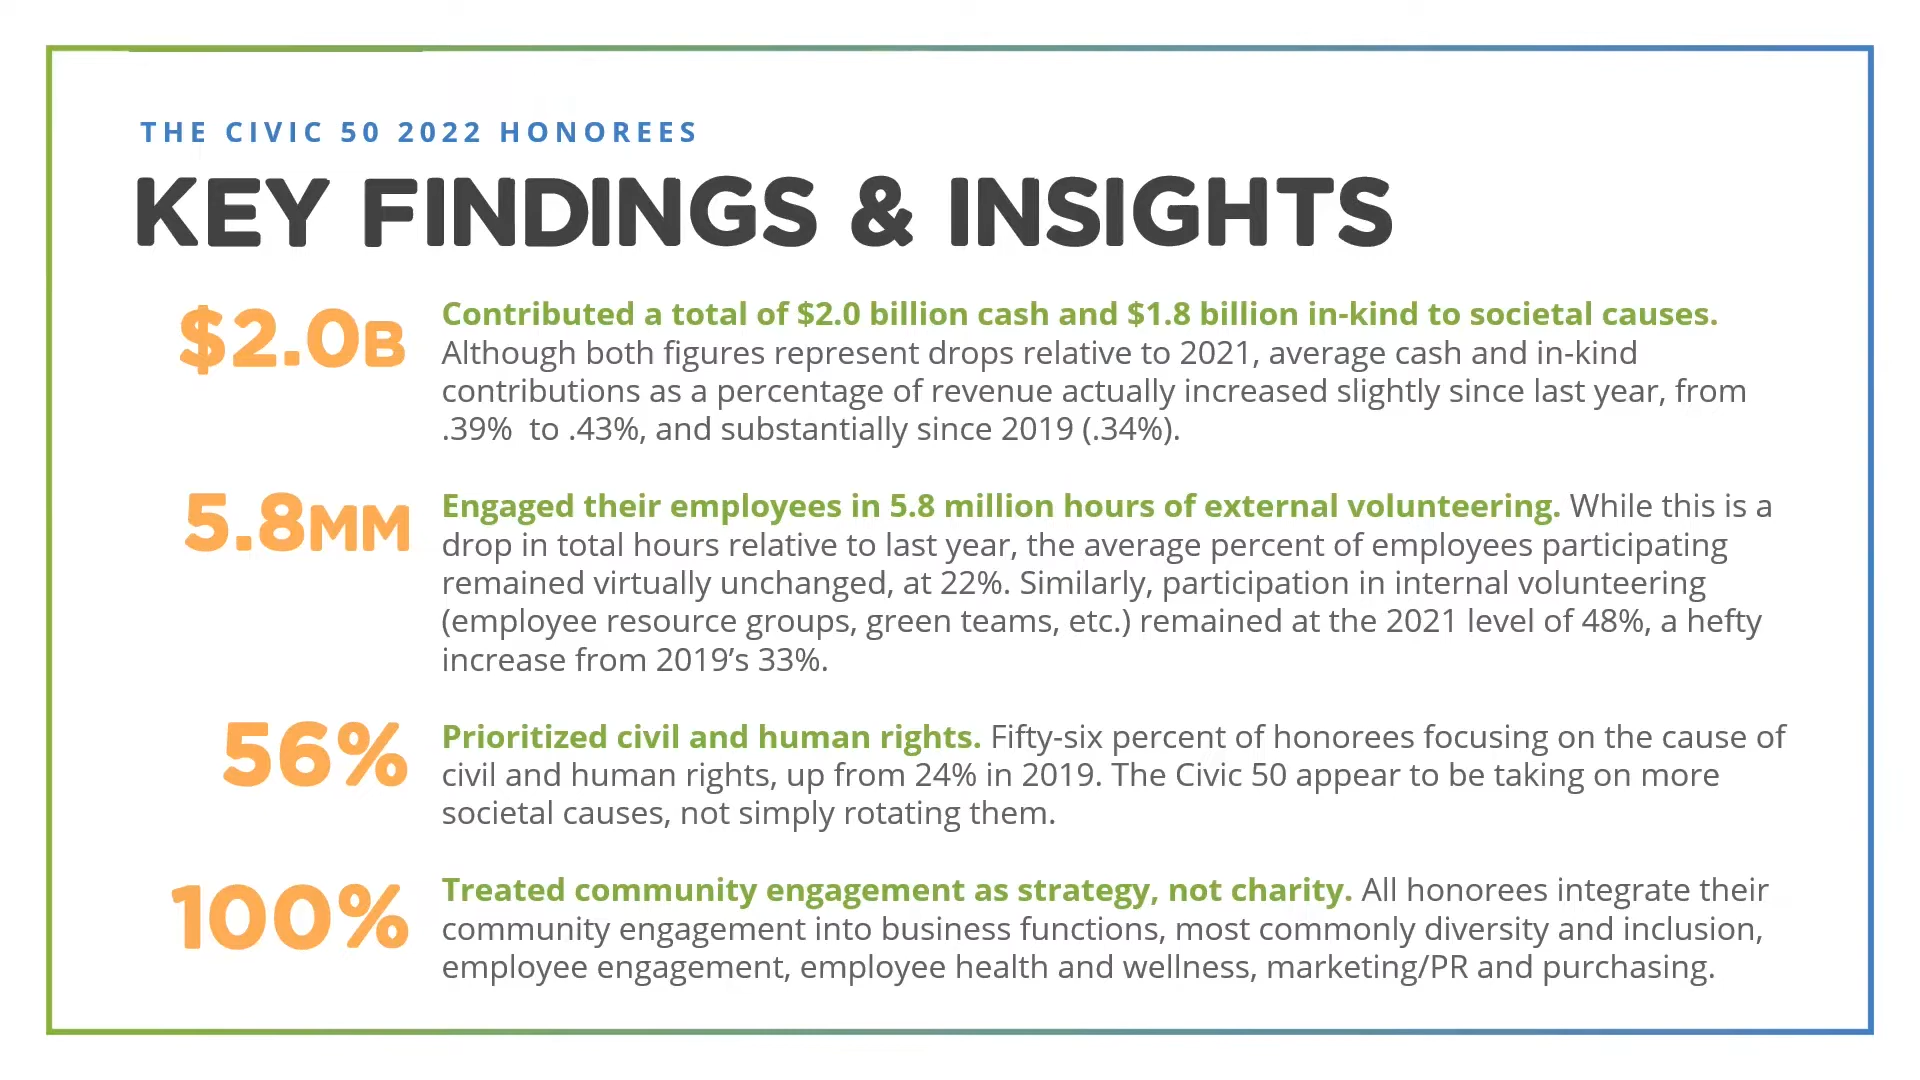 THE CIVIC 50 2022 HONOREES
KEY FINDINGS & INSIGHTS
$2.0B
Contributed a total of $2.0 billion cash and $1.8 billion in-kind to societal causes.
Although both figures represent drops relative to 2021, average cash and in-kind
contributions as a percentage of revenue actually increased slightly since last year, from
.39%  to .43%, and substantially since 2019 (.34%).
5.8MM
Engaged their employees in 5.8 million hours of external volunteering. While this is a
drop in total hours relative to last year, the average percent of employees participating
remained virtually unchanged, at 22%. Similarly, participation in internal volunteering
(employee resource groups, green teams, etc.) remained at the 2021 level of 48%, a hefty
increase from 2019’s 33%.
56%
Prioritized civil and human rights. Fifty-six percent of honorees focusing on the cause of
civil and human rights, up from 24% in 2019. The Civic 50 appear to be taking on more
societal causes, not simply rotating them.
100%
Treated community engagement as strategy, not charity. All honorees integrate their
community engagement into business functions, most commonly diversity and inclusion,
employee engagement, employee health and wellness, marketing/PR and purchasing.